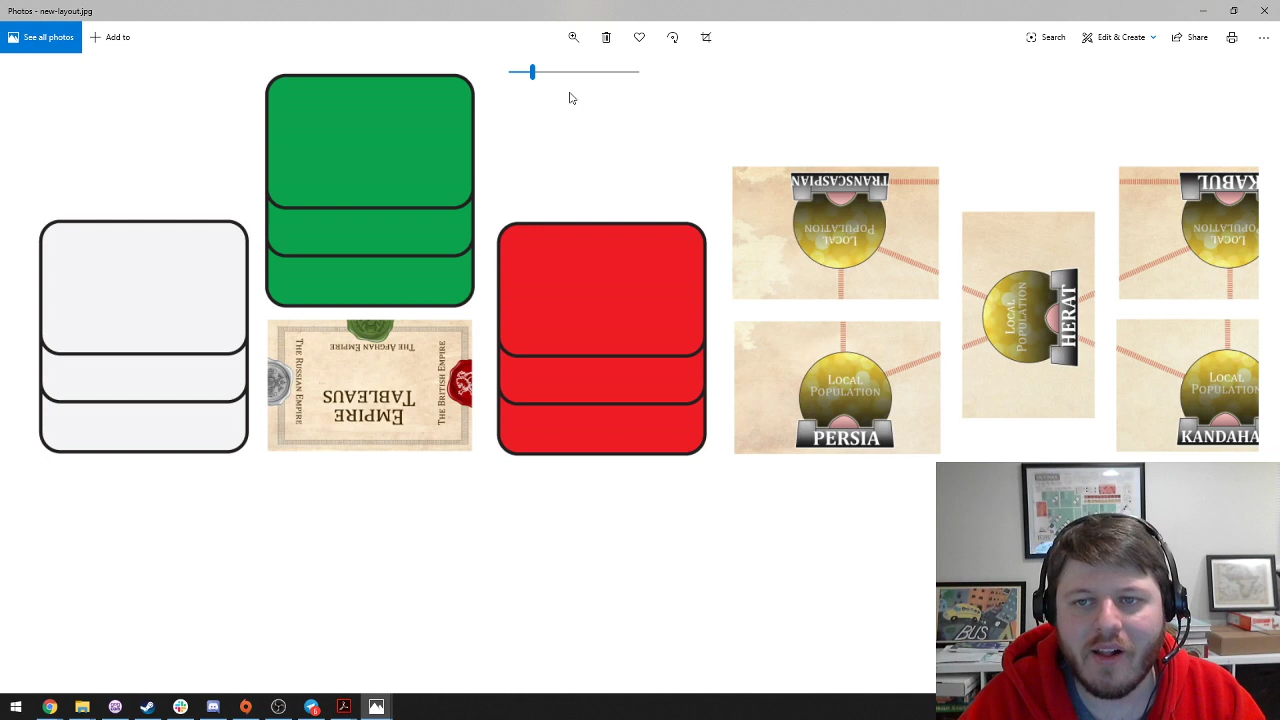 Photos - new-layout.jpg
See all photos
Add to
Search
Edit & Create
Share
TRANSCASPIAN
LOCAL
POPULATION
KABUL
LOCAL
LOCAL
POPULATION
HERAT
THE AFGHAN EMPIRE
THE RUSSIAN EMPIRE
EMPIRE
TABLEAUS
THE BRITISH EMPIRE
LOCAL
POPULATION
PERSIA
LOCAL
KANDAHA
BUS